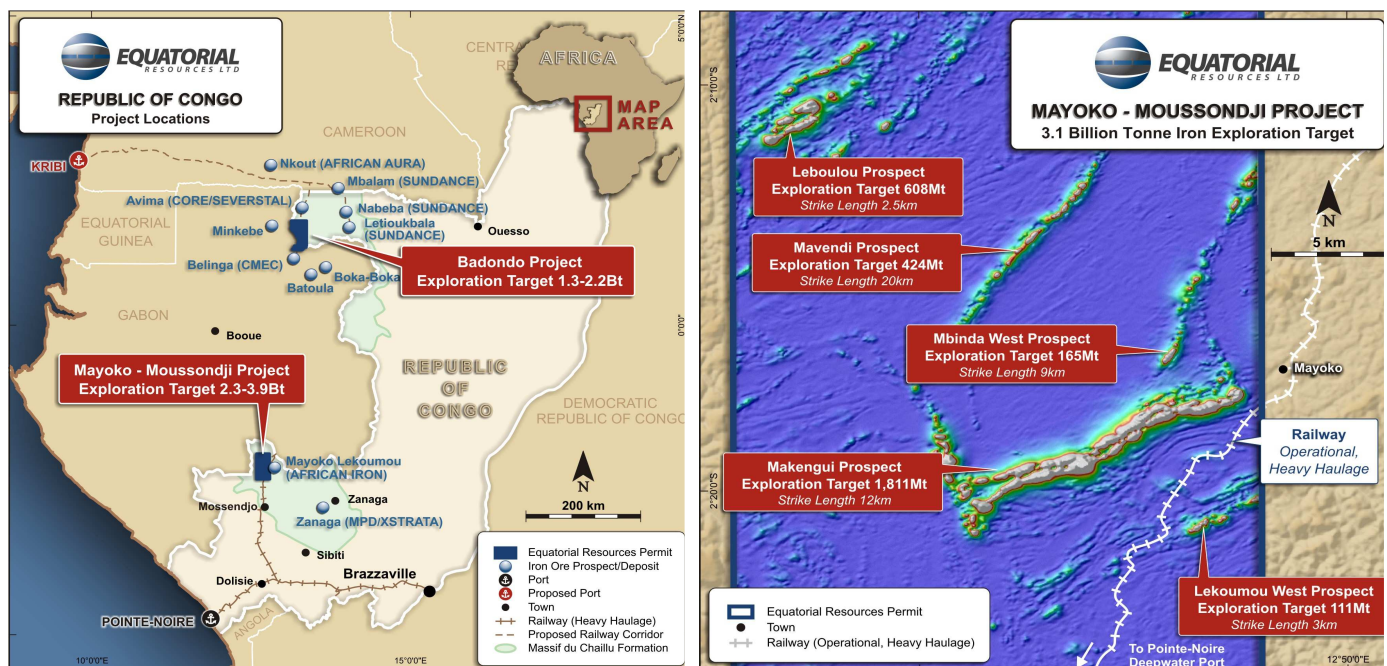 EQUATORIAL
RESOURCES LTD
REPUBLIC OF CONGO
Project Locations
5°0'0"N
CENTRAL
RE
AFRICA
MAP
AREA
CAMEROON
KRIBI
Nkout (AFRICAN AURA)
Mbalam (SUNDANCE)
Avima (CORE/SEVERSTAL)
Nabeba (SUNDANCE)
EQUATORIAL
GUINEA
Minkebe
Letioukbala
(SUNDANCE)
Ouesso
Belinga (CMEC)
Boka-Boka
Batoula
Badondo Project
Exploration Target 1.3-2.2Bt
GABON
Booue
0°0'0"
Mayoko - Moussondji Project
Exploration Target 2.3-3.9Bt
REPUBLIC
OF
CONGO
DEMOCRATIC
REPUBLIC OF CONGO
Mayoko Lekoumou
(AFRICAN IRON)
Zanaga
Mossendjo
Zanaga (MPD/XSTRATA)
N
200 km
Sibiti
Dolisie
Brazzaville
POINTE-NOIRE
ANGOLA
Equatorial Resources Permit
Iron Ore Prospect/Deposit
Port
Proposed Port
Town
Railway (Heavy Haulage)
Proposed Railway Corridor
Massif du Chaillu Formation
10°0'0"E
15°0'0"E
EQUATORIAL
RESOURCES LTD
MAYOKO - MOUSSONDJI PROJECT
3.1 Billion Tonne Iron Exploration Target
2°10'0"S
Leboulou Prospect
Exploration Target 608Mt
Strike Length 2.5km
N
5 km
Mavendi Prospect
Exploration Target 424Mt
Strike Length 20km
Mbinda West Prospect
Exploration Target 165Mt
Strike Length 9km
Mayoko
Railway
Operational,
Heavy Haulage
Makengui Prospect
Exploration Target 1,811Mt
Strike Length 12km
2°20'0"S
Lekoumou West Prospect
Exploration Target 111Mt
Strike Length 3km
Equatorial Resources Permit
Town
Railway (Operational, Heavy Haulage)
To Pointe-Noire
Deepwater Port
12°50'0"E